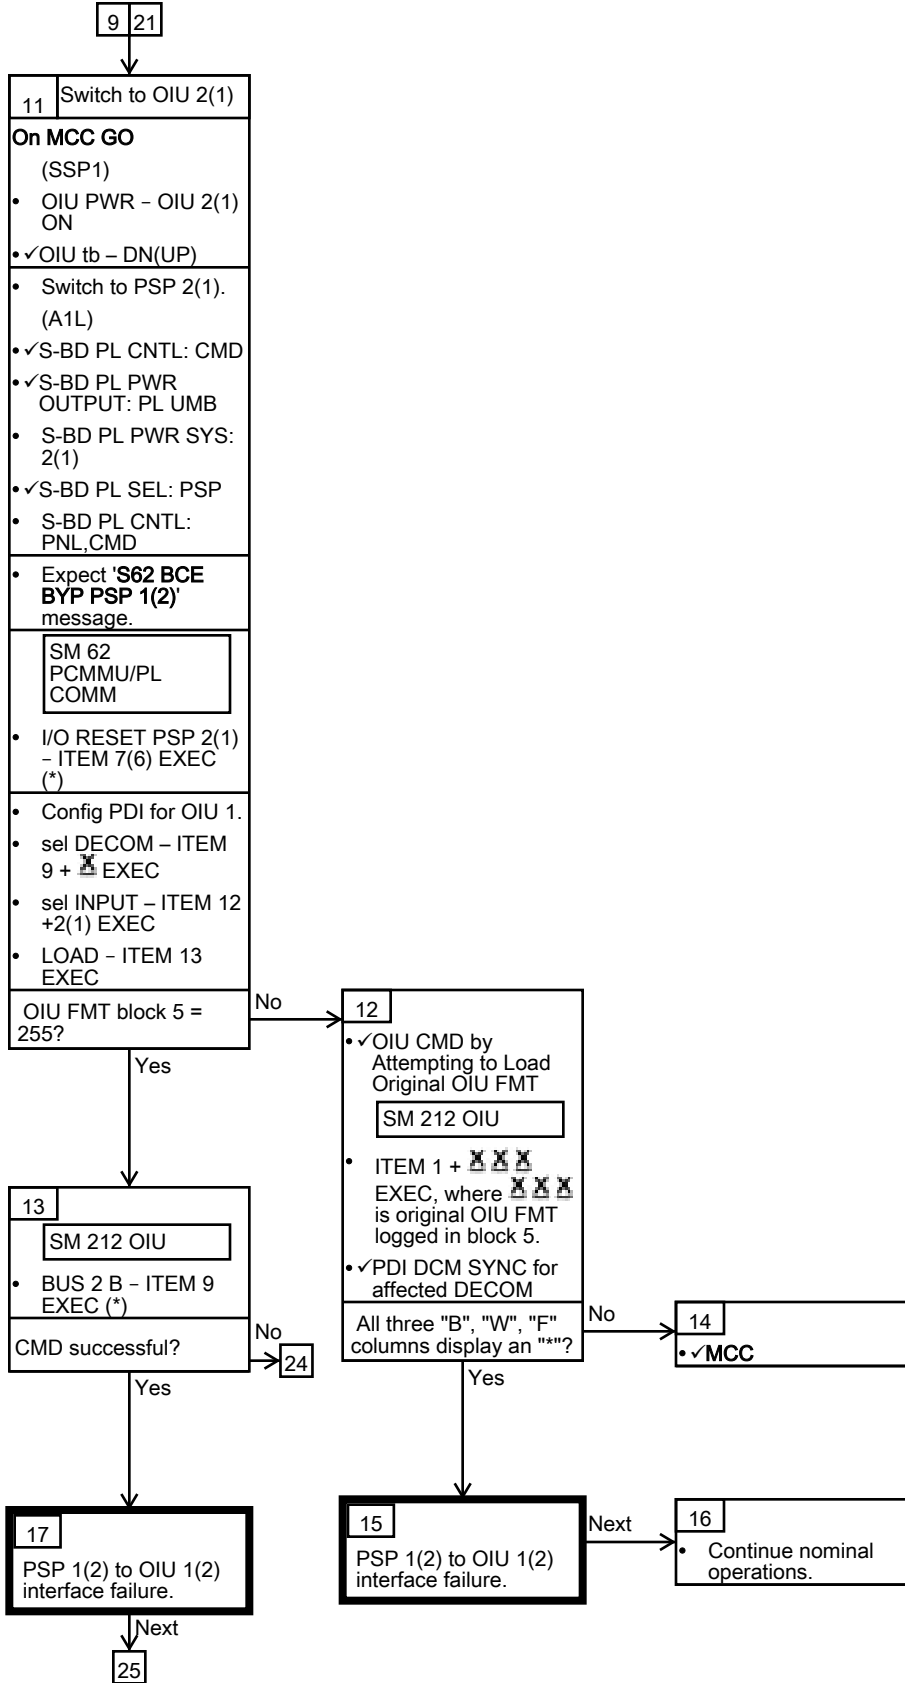 9 21
11 Switch to OIU 2(1)
On MCC GO
(SSP1)
• OIU PWR – OIU 2(1)
ON
• ✓OIU tb – DN(UP)
• Switch to PSP 2(1).
(A1L)
• ✓S-BD PL CNTL: CMD
• ✓S-BD PL PWR
OUTPUT: PL UMB
• S-BD PL PWR SYS:
2(1)
• ✓S-BD PL SEL: PSP
• S-BD PL CNTL:
PNL,CMD
• Expect 'S62 BCE
BYP PSP 1(2)'
message.
SM 62
PCMMU/PL
COMM
• I/O RESET PSP 2(1)
– ITEM 7(6) EXEC
(*)
• Config PDI for OIU 1.
• sel DECOM – ITEM
9 + X EXEC
• sel INPUT – ITEM 12
+2(1) EXEC
• LOAD – ITEM 13
EXEC
OIU FMT block 5 =
255?
No
Yes
12
• ✓OIU CMD by
Attempting to Load
Original OIU FMT
SM 212 OIU
• ITEM 1 + X X X
EXEC, where X X X
is original OIU FMT
logged in block 5.
• ✓PDI DCM SYNC for
affected DECOM
All three "B", "W", "F"
columns display an "*"?
No
Yes
13
SM 212 OIU
• BUS 2 B – ITEM 9
EXEC (*)
CMD successful?
No
24
Yes
14
• ✓MCC
17
PSP 1(2) to OIU 1(2)
interface failure.
Next
25
15
PSP 1(2) to OIU 1(2)
interface failure.
Next
16
• Continue nominal
operations.